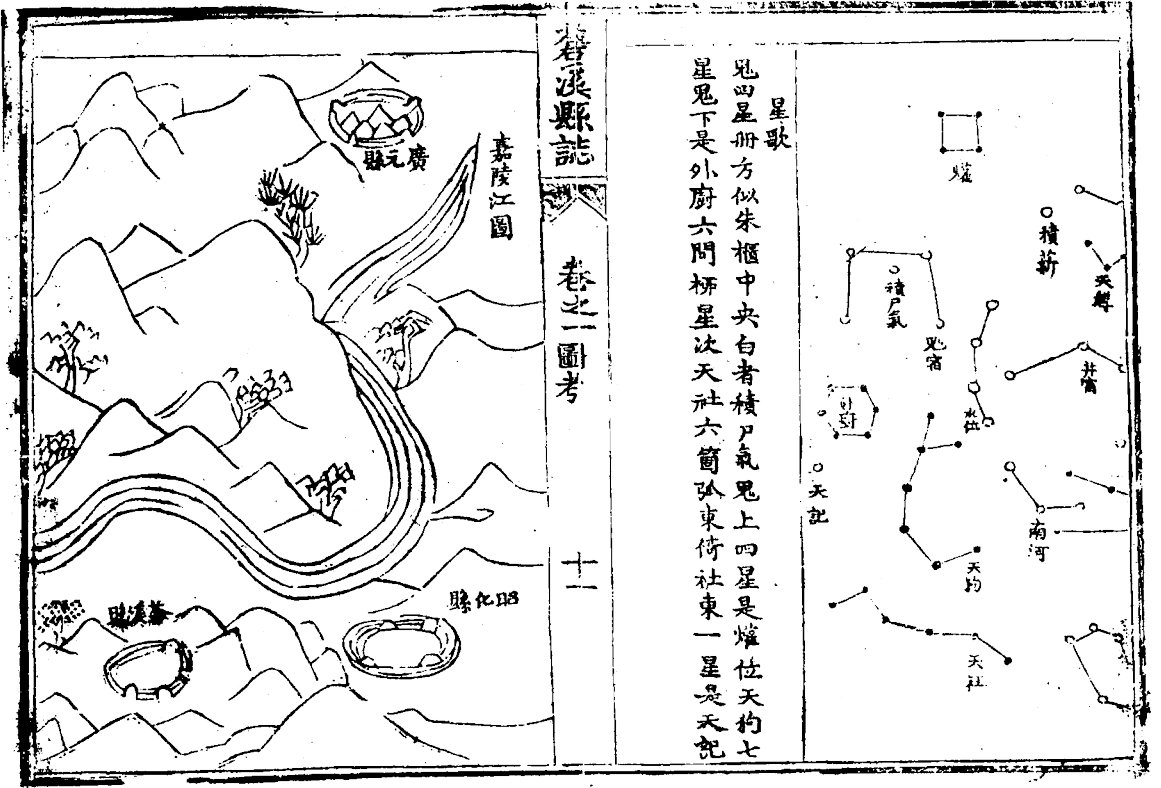 爟
積薪
天罇
積尸氣
鬼宿
井宿
外厨
水位
天記
南河
天狗
天社
星歌
鬼四星册方似朱櫃中央白者積尸氣鬼上四星是爟位天狗七
星鬼下是外廚六間柳星次天社六箇弧東倚社東一星是天記
蒼溪縣誌
卷之一圖考
十一
嘉陵江圖
廣元縣
昭化縣
蒼溪縣